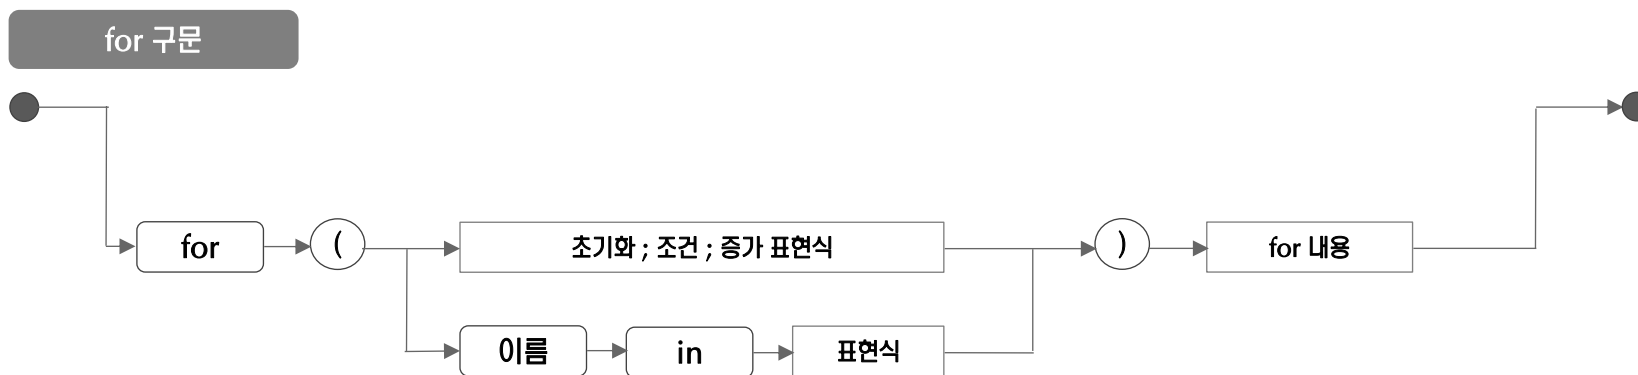 for 구문
for
(
초기화 ; 조건 ; 증가 표현식
)
for 내용
이름
in
표현식